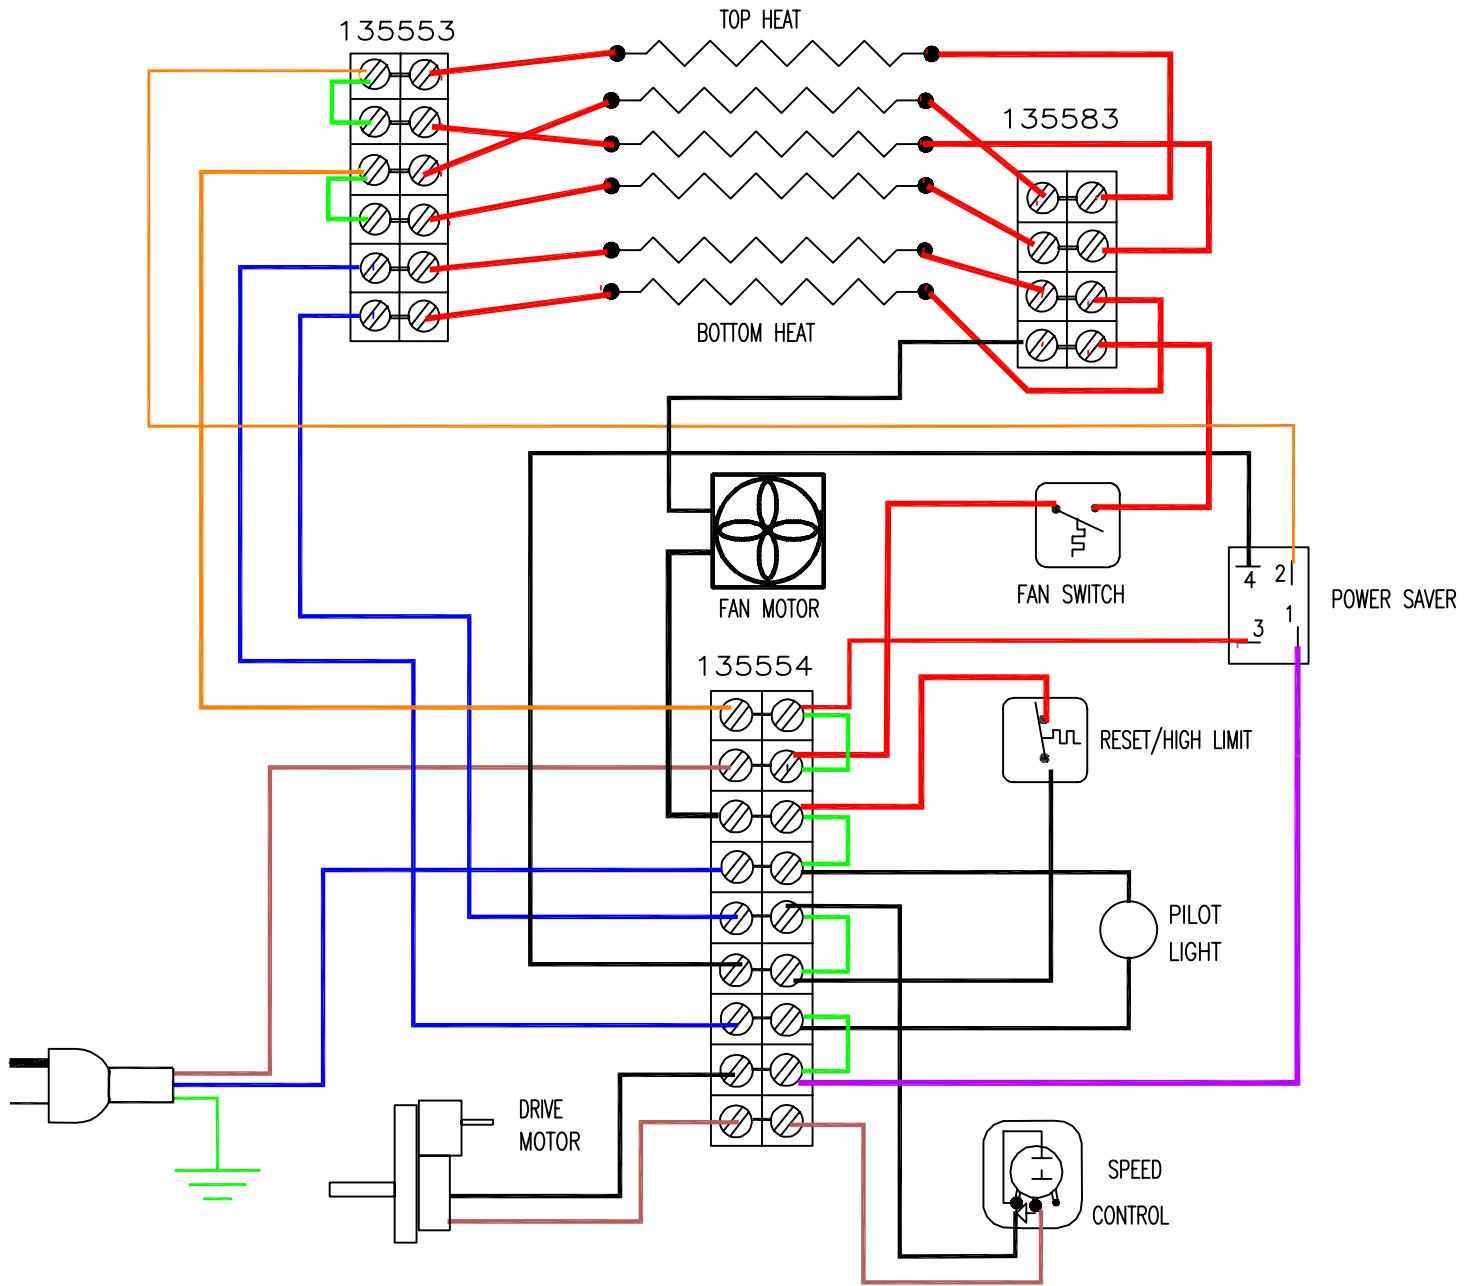 TOP HEAT
135553
135583
BOTTOM HEAT
FAN MOTOR
FAN SWITCH
4
2
1
3
POWER SAVER
135554
RESET/HIGH LIMIT
PILOT
LIGHT
DRIVE
MOTOR
SPEED
CONTROL